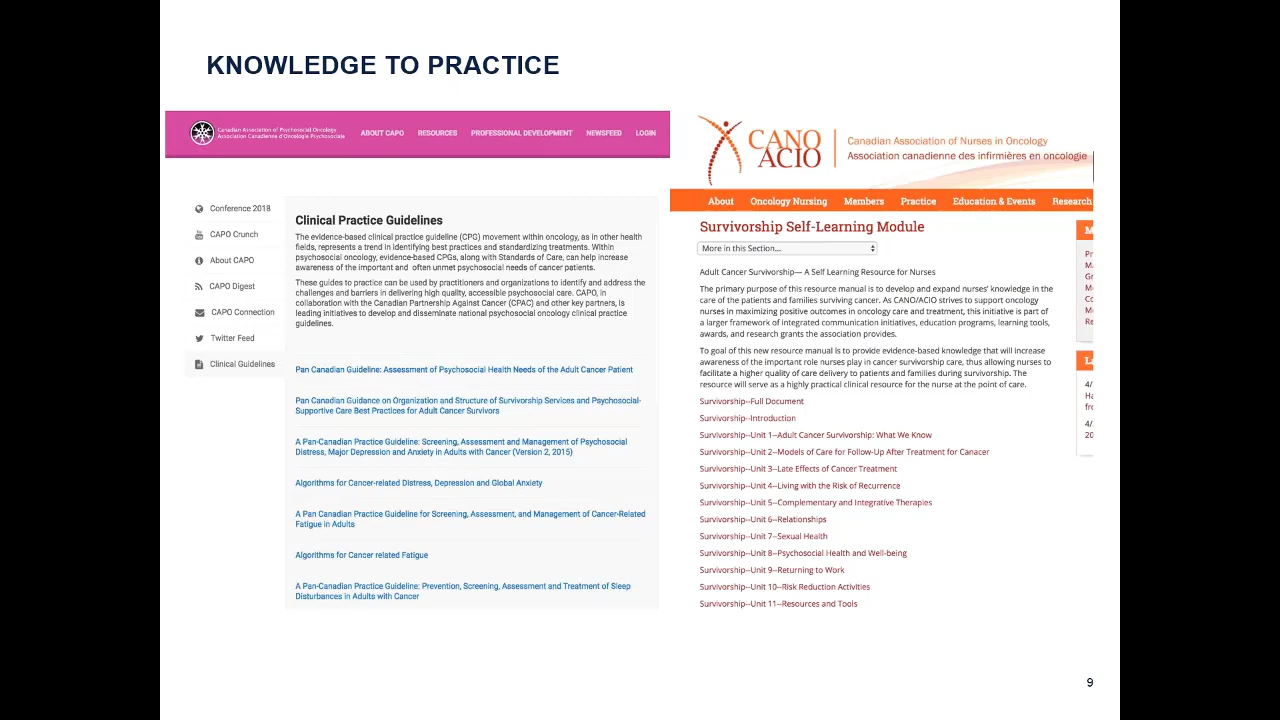 KNOWLEDGE TO PRACTICE
Canadian Association of Psychosocial Oncology
Association Canadienne d'Oncologie Psychosociale
ABOUT CAPO
RESOURCES
PROFESSIONAL DEVELOPMENT
NEWSFEED
LOGIN
Conference 2018
CAPO Crunch
About CAPO
CAPO Digest
CAPO Connection
Twitter Feed
Clinical Guidelines
Clinical Practice Guidelines
The evidence-based clinical practice guideline (CPG) movement within oncology, as in other health
fields, represents a trend in identifying best practices and standardizing treatments. Within
psychosocial oncology, evidence-based CPGs, along with Standards of Care, can help increase
awareness of the important and often unmet psychosocial needs of cancer patients.
These guides to practice can be used by practitioners and organizations to identify and address the
challenges and barriers in delivering high quality, accessible psychosocial care. CAPO, in
collaboration with the Canadian Partnership Against Cancer (CPAC) and other key partners, is
leading initiatives to develop and disseminate national psychosocial oncology clinical practice
guidelines.
Pan Canadian Guideline: Assessment of Psychosocial Health Needs of the Adult Cancer Patient
Pan Canadian Guidance on Organization and Structure of Survivorship Services and Psychosocial-
Supportive Care Best Practices for Adult Cancer Survivors
A Pan-Canadian Practice Guideline: Screening, Assessment and Management of Psychosocial
Distress, Major Depression and Anxiety in Adults with Cancer (Version 2, 2015)
Algorithms for Cancer-related Distress, Depression and Global Anxiety
A Pan Canadian Practice Guideline for Screening, Assessment, and Management of Cancer-Related
Fatigue in Adults
Algorithms for Cancer related Fatigue
A Pan-Canadian Practice Guideline: Prevention, Screening, Assessment and Treatment of Sleep
Disturbances in Adults with Cancer
CANO
ACIO
Canadian Association of Nurses in Oncology
Association canadienne des infirmières en oncologie
About
Oncology Nursing
Members
Practice
Education & Events
Research
Survivorship Self-Learning Module
More in this Section....
Adult Cancer Survivorship— A Self Learning Resource for Nurses
The primary purpose of this resource manual is to develop and expand nurses' knowledge in the
care of the patients and families surviving cancer. As CANO/ACIO strives to support oncology
nurses in maximizing positive outcomes in oncology care and treatment, this initiative is part of
a larger framework of integrated communication initiatives, education programs, learning tools,
awards, and research grants the association provides.
To goal of this new resource manual is to provide evidence-based knowledge that will increase
awareness of the important role nurses play in cancer survivorship care, thus allowing nurses to
facilitate a higher quality of care delivery to patients and families during survivorship. The
resource will serve as a highly practical clinical resource for the nurse at the point of care.
Survivorship--Full Document
Survivorship--Introduction
Survivorship--Unit 1--Adult Cancer Survivorship: What We Know
Survivorship--Unit 2--Models of Care for Follow-Up After Treatment for Canacer
Survivorship--Unit 3--Late Effects of Cancer Treatment
Survivorship--Unit 4--Living with the Risk of Recurrence
Survivorship--Unit 5--Complementary and Integrative Therapies
Survivorship--Unit 6--Relationships
Survivorship--Unit 7--Sexual Health
Survivorship--Unit 8--Psychosocial Health and Well-being
Survivorship--Unit 9--Returning to Work
Survivorship--Unit 10--Risk Reduction Activities
Survivorship--Unit 11--Resources and Tools
Pr
Gr
Co
Re
4/
Ha
4/
20
9